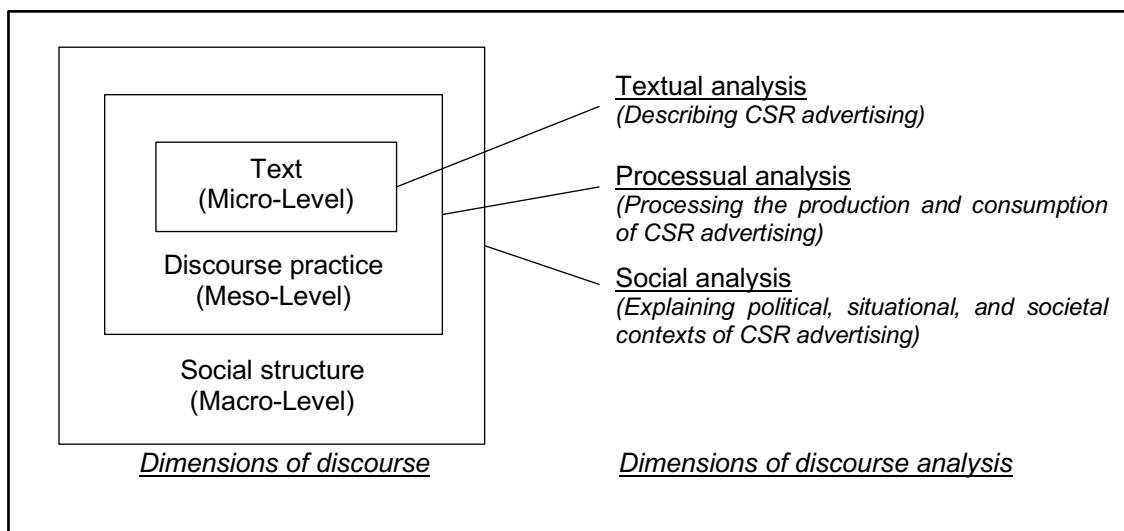 Text
(Micro-Level)
Discourse practice
(Meso-Level)
Social structure
(Macro-Level)
Dimensions of discourse
Textual analysis
(Describing CSR advertising)
Processual analysis
(Processing the production and consumption
of CSR advertising)
Social analysis
(Explaining political, situational, and societal
contexts of CSR advertising)
Dimensions of discourse analysis